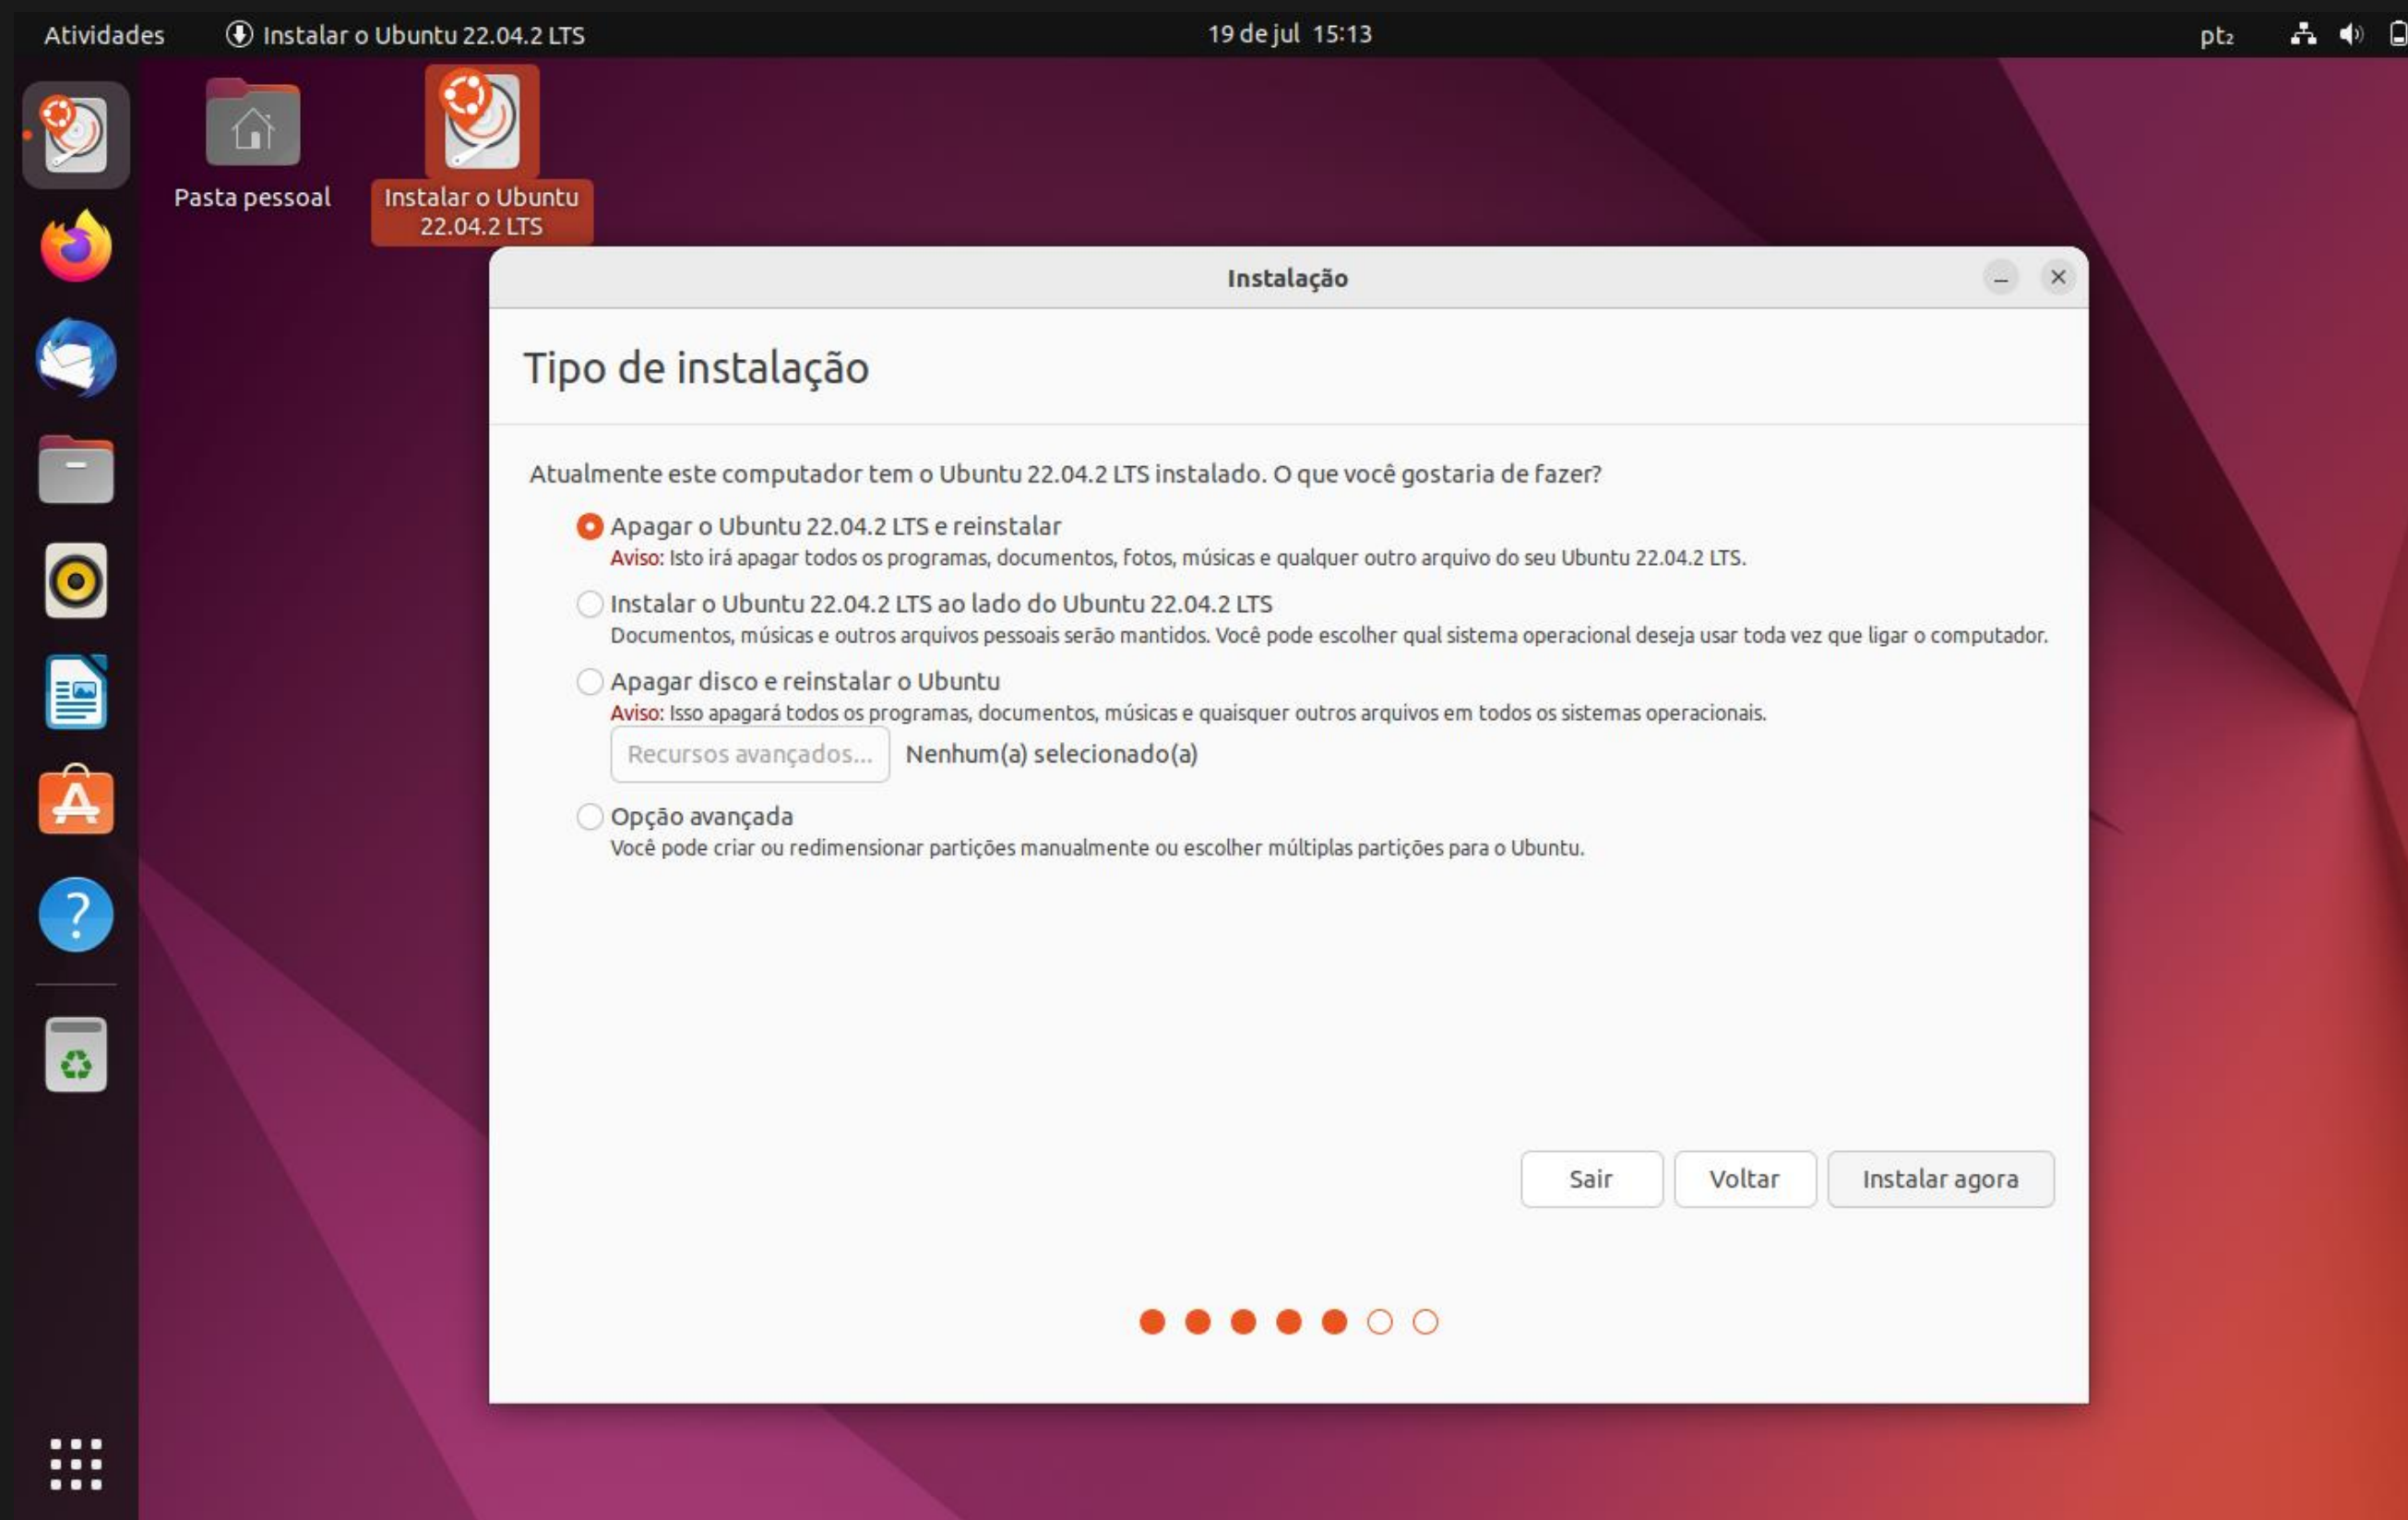 Atividades
Instalar o Ubuntu 22.04.2 LTS
19 de jul 15:13
pt₂
Pasta pessoal
Instalar o Ubuntu
22.04.2 LTS
Instalação
Tipo de instalação
Atualmente este computador tem o Ubuntu 22.04.2 LTS instalado. O que você gostaria de fazer?
Apagar o Ubuntu 22.04.2 LTS e reinstalar
Aviso: Isto irá apagar todos os programas, documentos, fotos, músicas e qualquer outro arquivo do seu Ubuntu 22.04.2 LTS.
Instalar o Ubuntu 22.04.2 LTS ao lado do Ubuntu 22.04.2 LTS
Documentos, músicas e outros arquivos pessoais serão mantidos. Você pode escolher qual sistema operacional deseja usar toda vez que ligar o computador.
Apagar disco e reinstalar o Ubuntu
Aviso: Isso apagará todos os programas, documentos, músicas e quaisquer outros arquivos em todos os sistemas operacionais.
Recursos avançados...
Nenhum(a) selecionado(a)
Opção avançada
Você pode criar ou redimensionar partições manualmente ou escolher múltiplas partições para o Ubuntu.
Sair
Voltar
Instalar agora